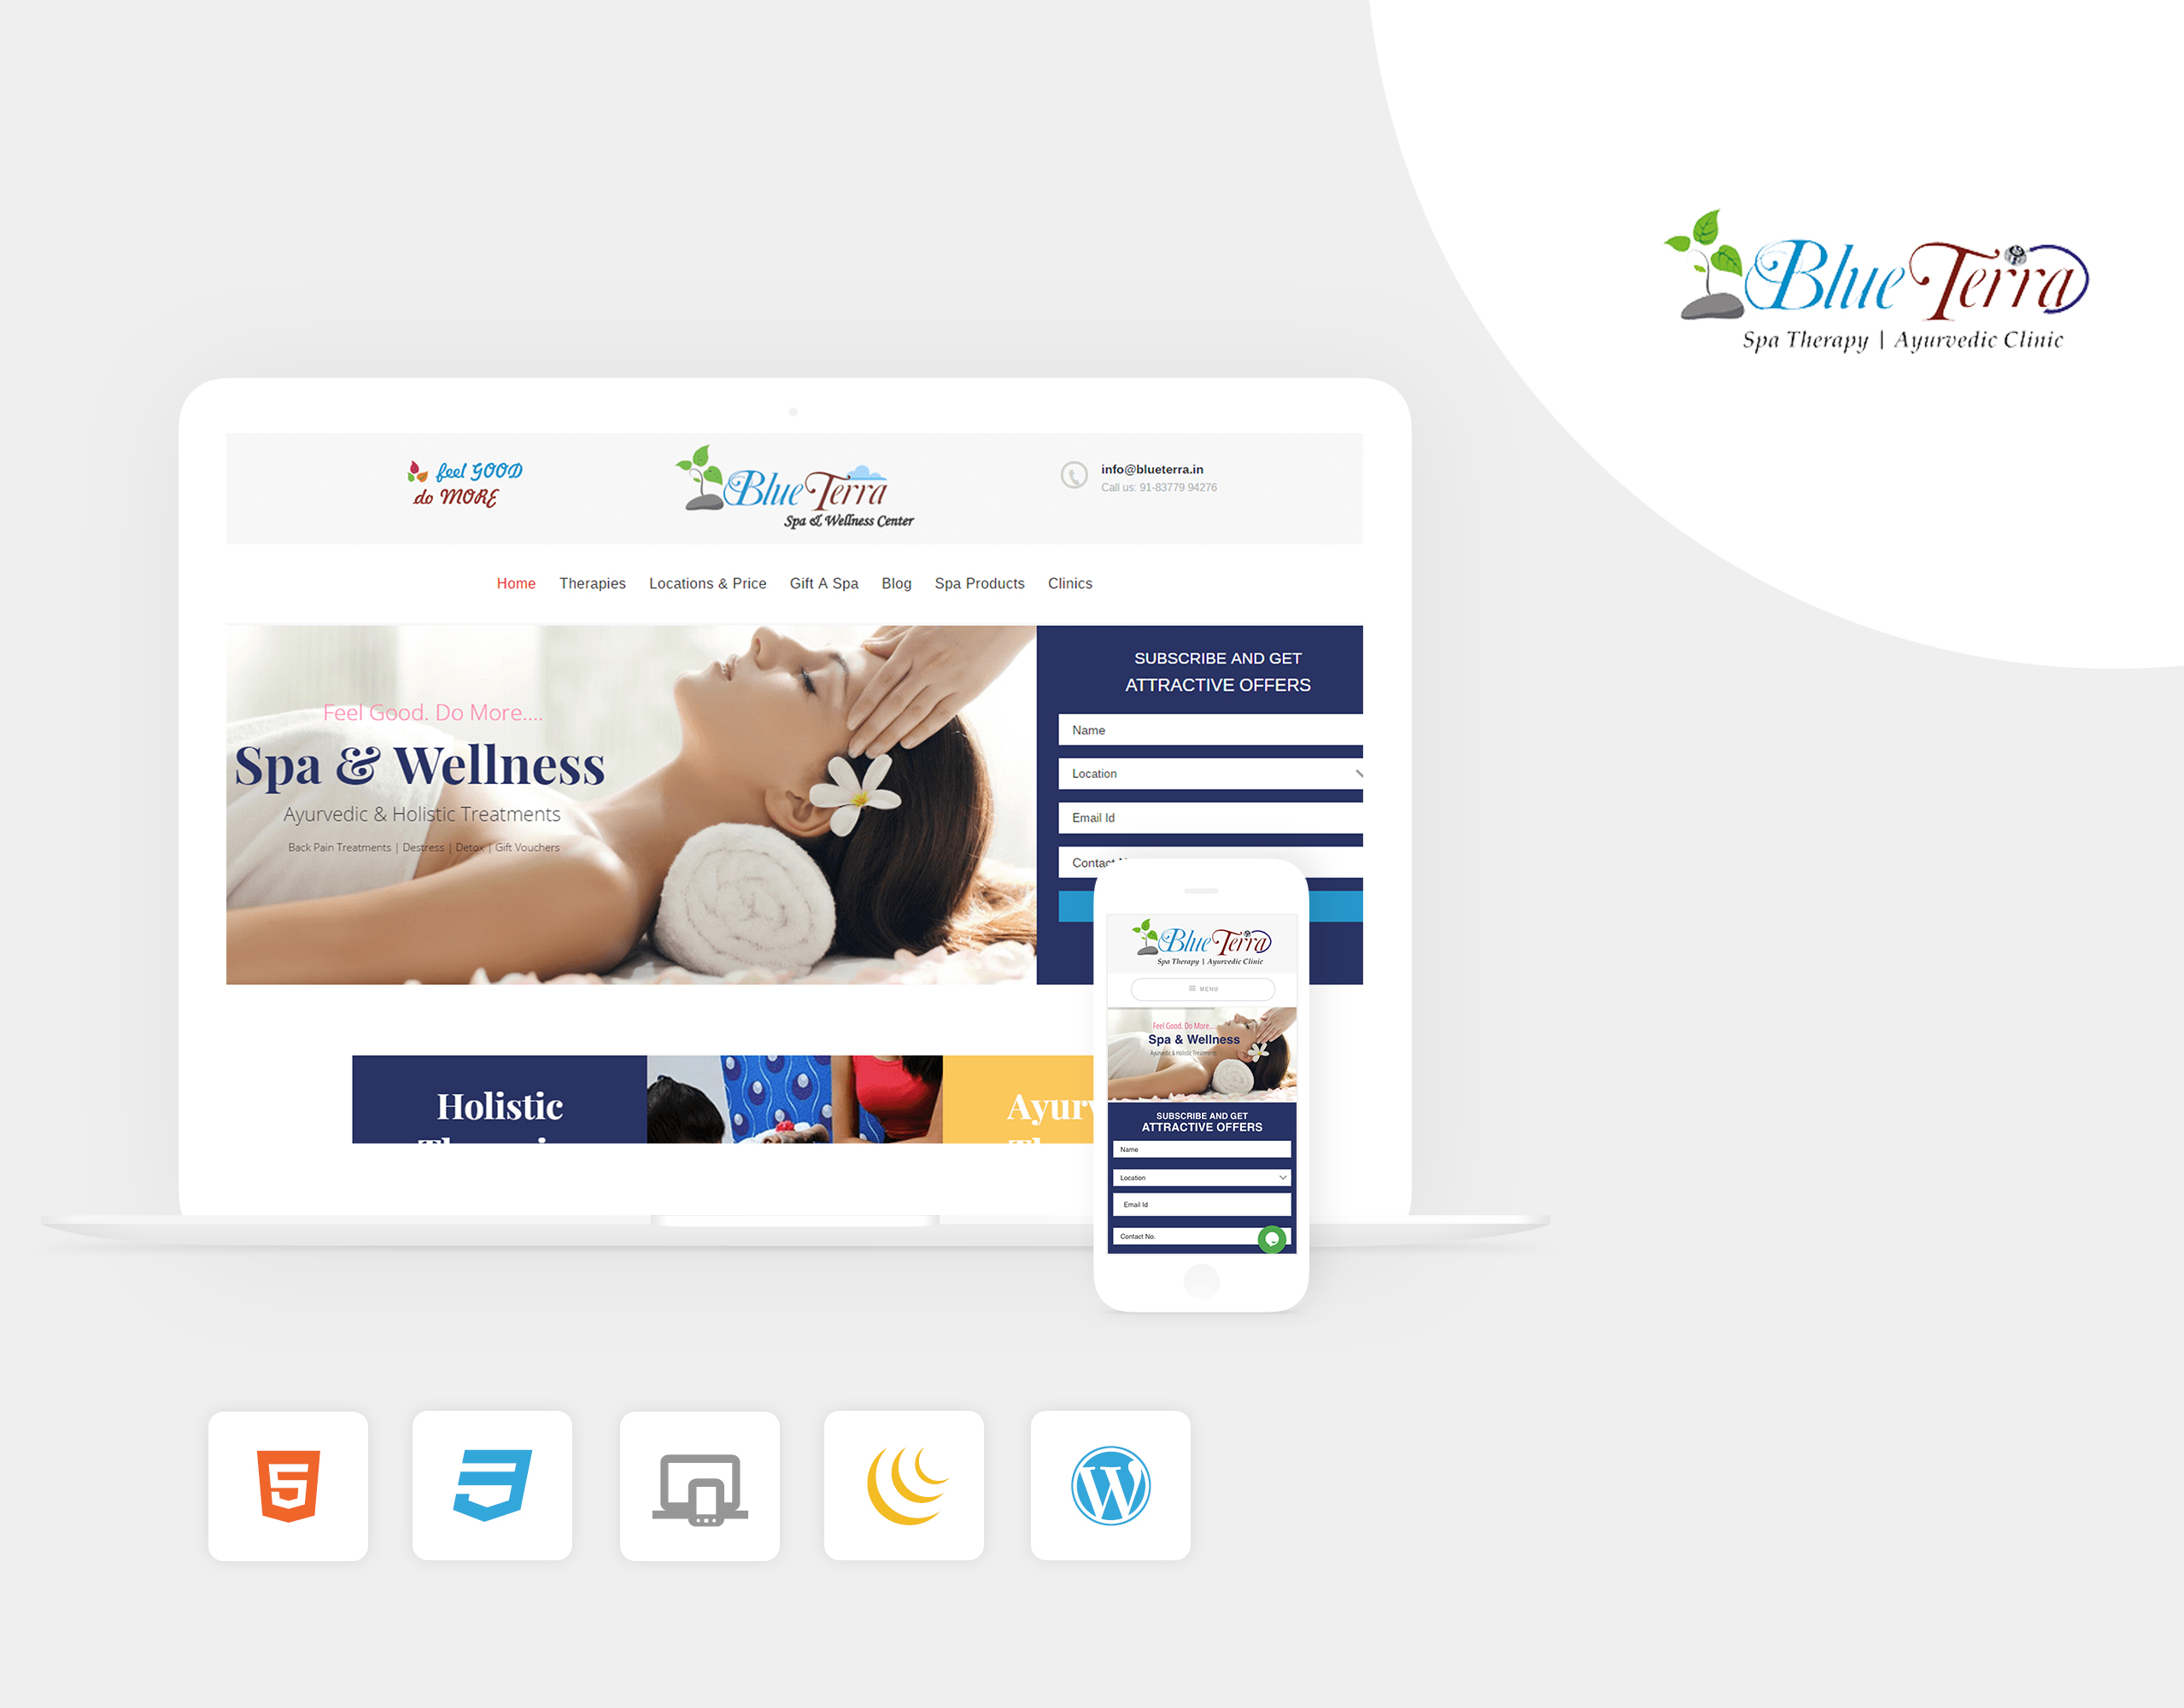 Blue Terra
Spa Therapy | Ayurvedic Clinic
feel GOOD
do MORE
Blue Terra
Spa & Wellness Center
info@blueterra.in
Call us: 91-83779 94276
Home Therapies Locations & Price Gift A Spa Blog Spa Products Clinics
Feel Good. Do More....
Spa & Wellness
Ayurvedic & Holistic Treatments
Back Pain Treatments | Destress | Detox | Gift Vouchers
SUBSCRIBE AND GET
ATTRACTIVE OFFERS
Name
Location
Email Id
Contact
Holistic
Blue Terra
Spa Therapy | Ayurvedic Clinic
MENU
Feel Good. Do More....
Spa & Wellness
Ayurvedic & Holistic Treatments
SUBSCRIBE AND GET
ATTRACTIVE OFFERS
Name
Location
Email Id
Contact No.